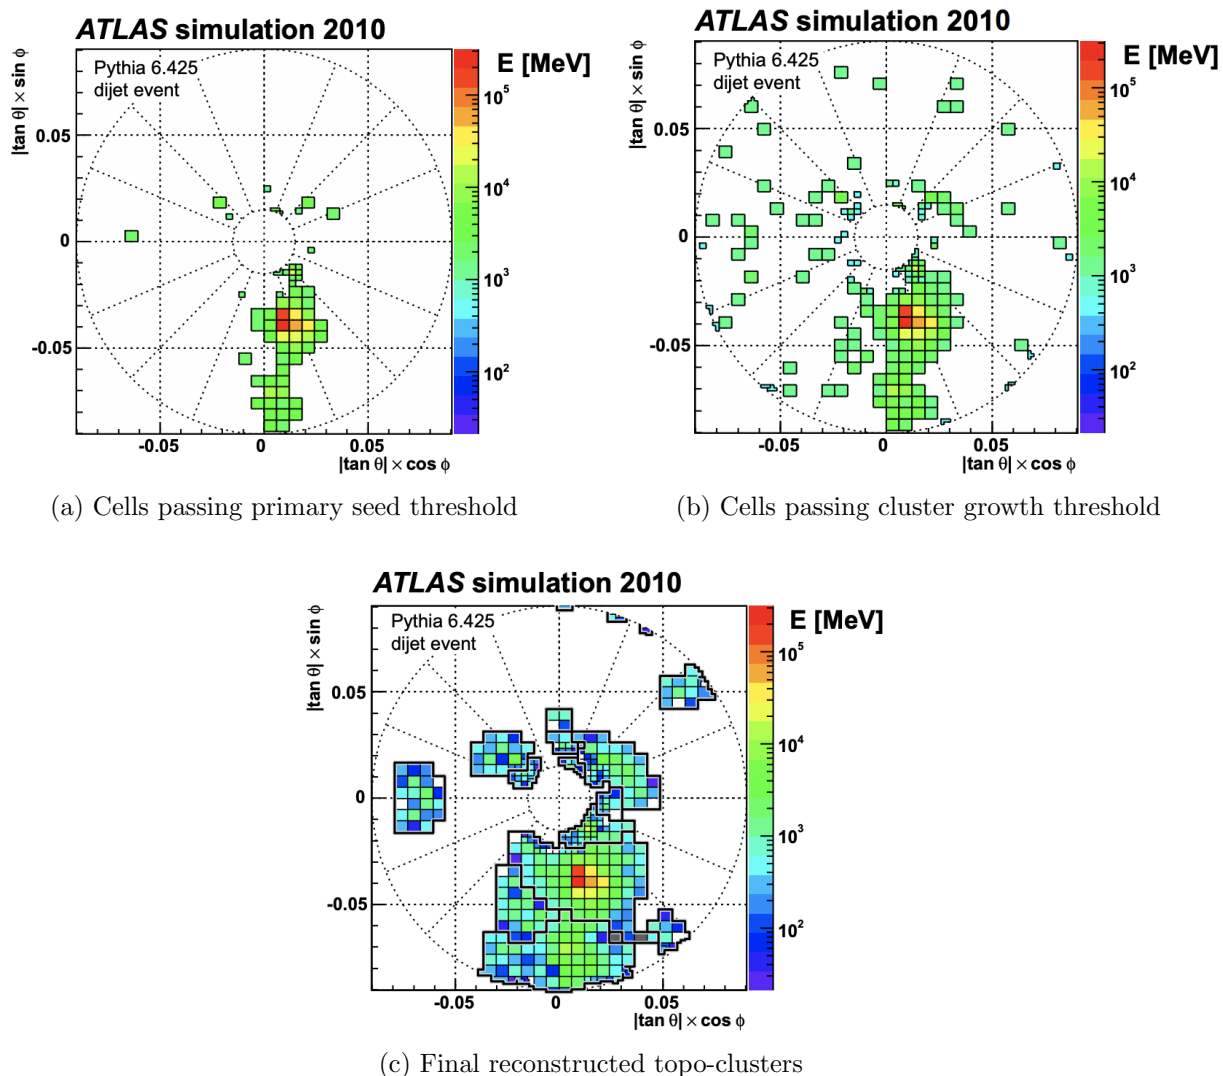 ATLAS simulation 2010
Pythia 6.425
dijet event
E [MeV]
|tan θ| × sin ϕ
10^5
10^4
10^3
10^2
0.05
0
-0.05
-0.05
0
0.05
|tan θ| × cos ϕ
(a) Cells passing primary seed threshold
ATLAS simulation 2010
Pythia 6.425
dijet event
E [MeV]
|tan θ| × sin ϕ
10^5
10^4
10^3
10^2
0.05
0
-0.05
-0.05
0
0.05
|tan θ| × cos ϕ
(b) Cells passing cluster growth threshold
ATLAS simulation 2010
Pythia 6.425
dijet event
E [MeV]
|tan θ| × sin ϕ
10^5
10^4
10^3
10^2
0.05
0
-0.05
-0.05
0
0.05
|tan θ| × cos ϕ
(c) Final reconstructed topo-clusters